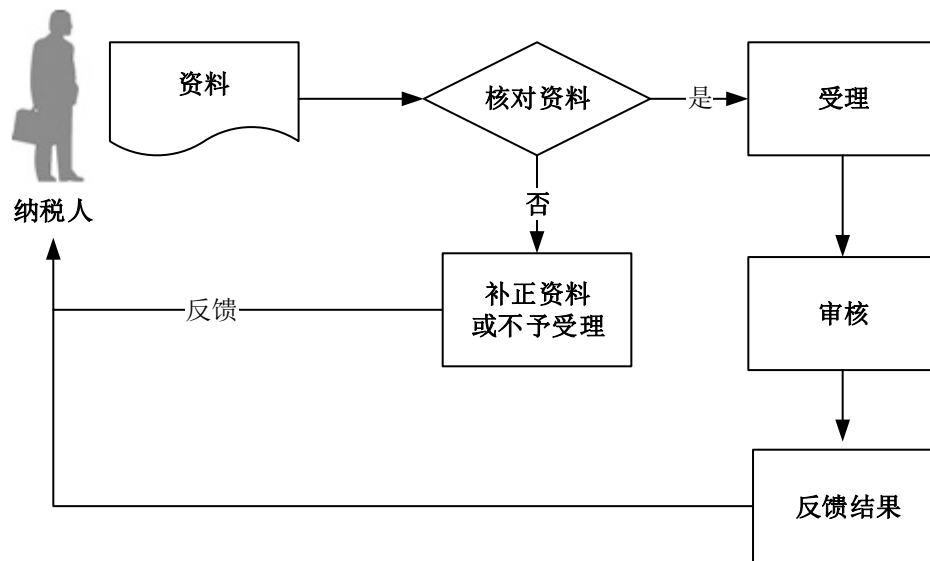 资料
核对资料
是
受理
纳税人
否
补正资料
或不予受理
反馈
审核
反馈结果